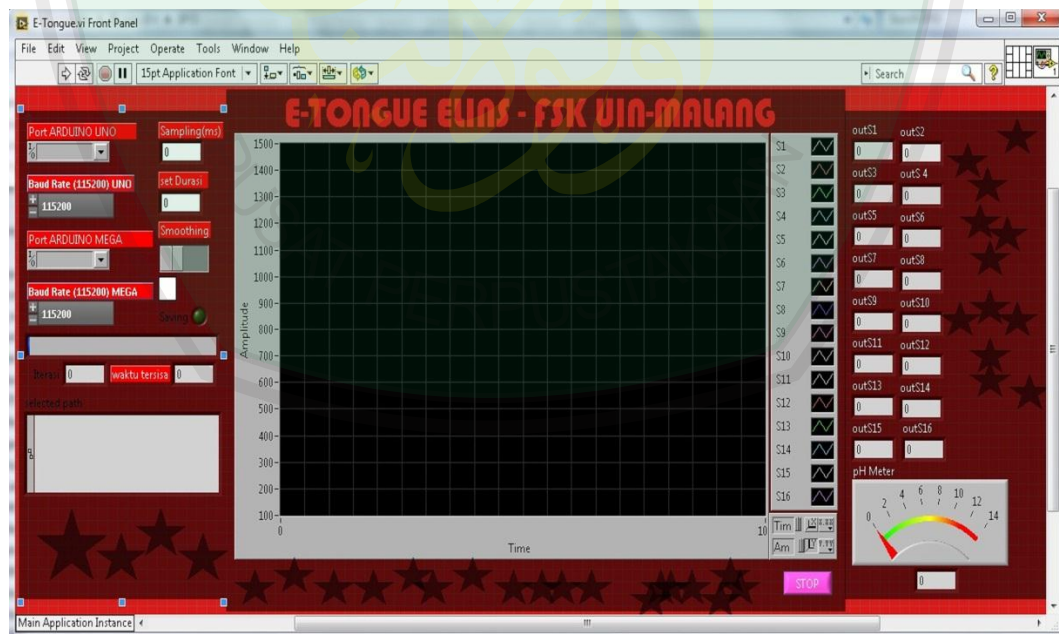 E-Tongue.vi Front Panel
File Edit View Project Operate Tools Window Help
15pt Application Font
Search
E-TONGUE ELIAS - FSK UIN-MALANG
Port ARDUINO UNO
Sampling(ms)
0
Baud Rate (115200) UNO
115200
set Durasi
0
Port ARDUINO MEGA
Smoothing
Baud Rate (115200) MEGA
115200
Saving
Iterasi 0
waktu tersisa 0
selected path
Amplitude
1500
1400
1300
1200
1100
1000
900
800
700
600
500
400
300
200
100
0
10
Time
S1
S2
S3
S4
S5
S6
S7
S8
S9
S10
S11
S12
S13
S14
S15
S16
Tim
Am
STOP
outS1 outS2
0 0
outS3 outS 4
0 0
outS5 outS6
0 0
outS7 outS8
0 0
outS9 outS10
0 0
outS11 outS12
0 0
outS13 outS14
0 0
outS15 outS16
0 0
pH Meter
0 2 4 6 8 10 12 14
0
Main Application Instance